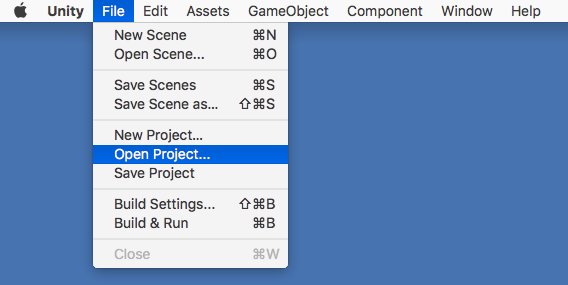 Unity File Edit Assets GameObject Component Window Help
New Scene ⌘N
Open Scene... ⌘O
Save Scenes ⌘S
Save Scene as... ⇧⌘S
New Project...
Open Project...
Save Project
Build Settings... ⇧⌘B
Build & Run ⌘B
Close ⌘W